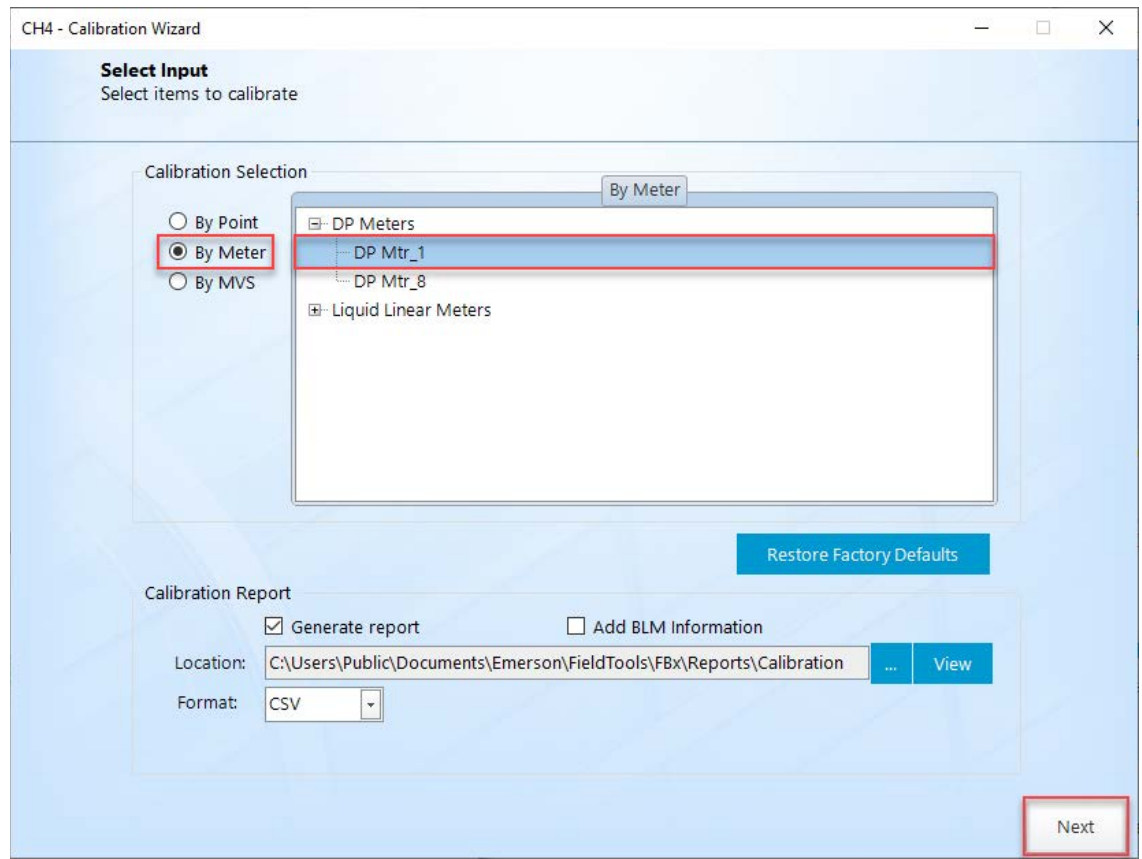 CH4 - Calibration Wizard
Select Input
Select items to calibrate
Calibration Selection
By Meter
By Point
By Meter
By MVS
DP Meters
DP Mtr_1
DP Mtr_8
Liquid Linear Meters
Restore Factory Defaults
Calibration Report
Generate report
Add BLM Information
Location: C:\Users\Public\Documents\Emerson\FieldTools\FBx\Reports\Calibration ... View
Format: CSV
Next